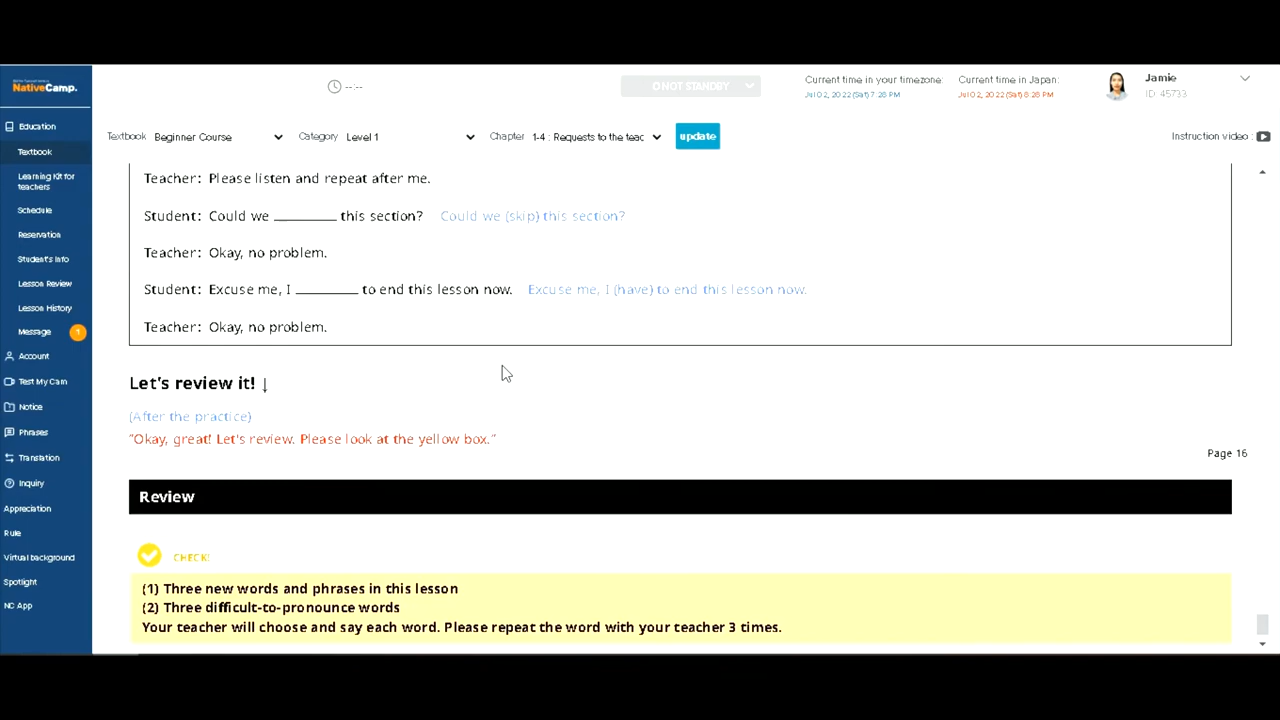 NativeCamp.
--:--
NOT STANDBY
Current time in your timezone:
Jul 02, 2022 (Sat) 7:26 PM
Current time in Japan:
Jul 02, 2022 (Sat) 8:26 PM
Jamie
ID: 45733
Education
Textbook
Learning Kit for
teachers
Schedule
Reservation
Student's Info
Lesson Review
Lesson History
Message 1
Account
Test My Cam
Notice
Phrases
Translation
Inquiry
Appreciation
Rule
Virtual background
Spotlight
NC App
Textbook Beginner Course Category Level 1 Chapter 1-4 : Requests to the teac update Instruction video :
Teacher: Please listen and repeat after me.
Student: Could we ________ this section? Could we (skip) this section?
Teacher: Okay, no problem.
Student: Excuse me, I ________ to end this lesson now. Excuse me, I (have) to end this lesson now.
Teacher: Okay, no problem.
Let's review it! ↓
(After the practice)
"Okay, great! Let's review. Please look at the yellow box."
Page 16
Review
CHECK!
(1) Three new words and phrases in this lesson
(2) Three difficult-to-pronounce words
Your teacher will choose and say each word. Please repeat the word with your teacher 3 times.